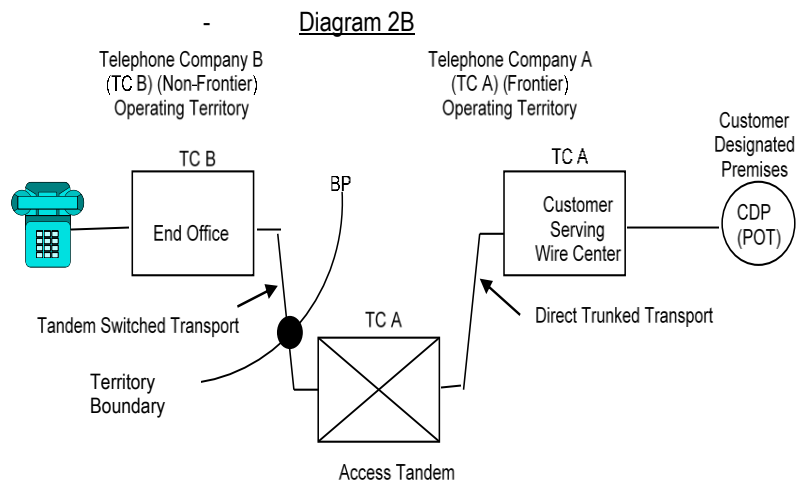 -
Diagram 2B
Telephone Company B
(TC B) (Non-Frontier)
Operating Territory
Telephone Company A
(TC A) (Frontier)
Operating Territory
Customer
Designated
Premises
TC B
BP
TC A
End Office
Customer
Serving
Wire Center
CDP
(POT)
Tandem Switched Transport
TC A
Direct Trunked Transport
Territory
Boundary
Access Tandem